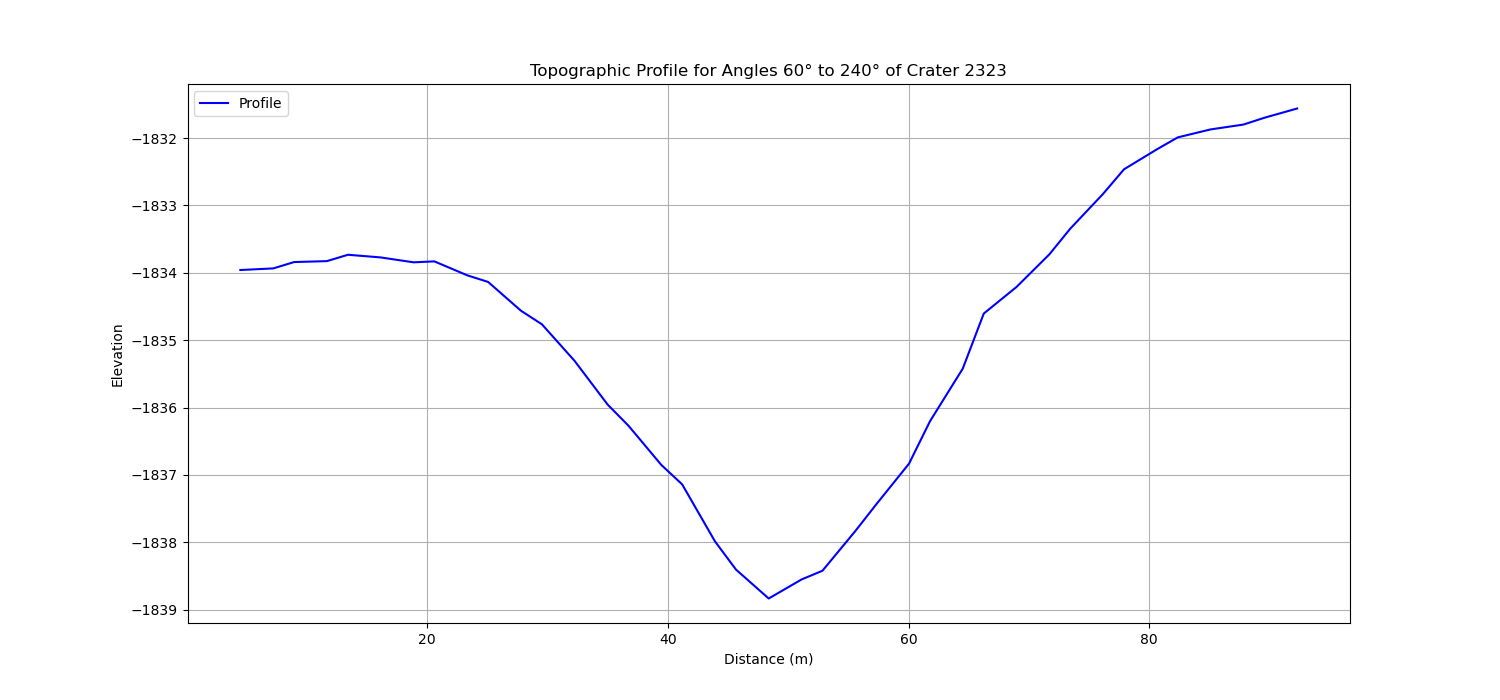 Topographic Profile for Angles 60° to 240° of Crater 2323
Profile
−1832
−1833
−1834
−1835
−1836
−1837
−1838
−1839
Elevation
20 40 60 80
Distance (m)